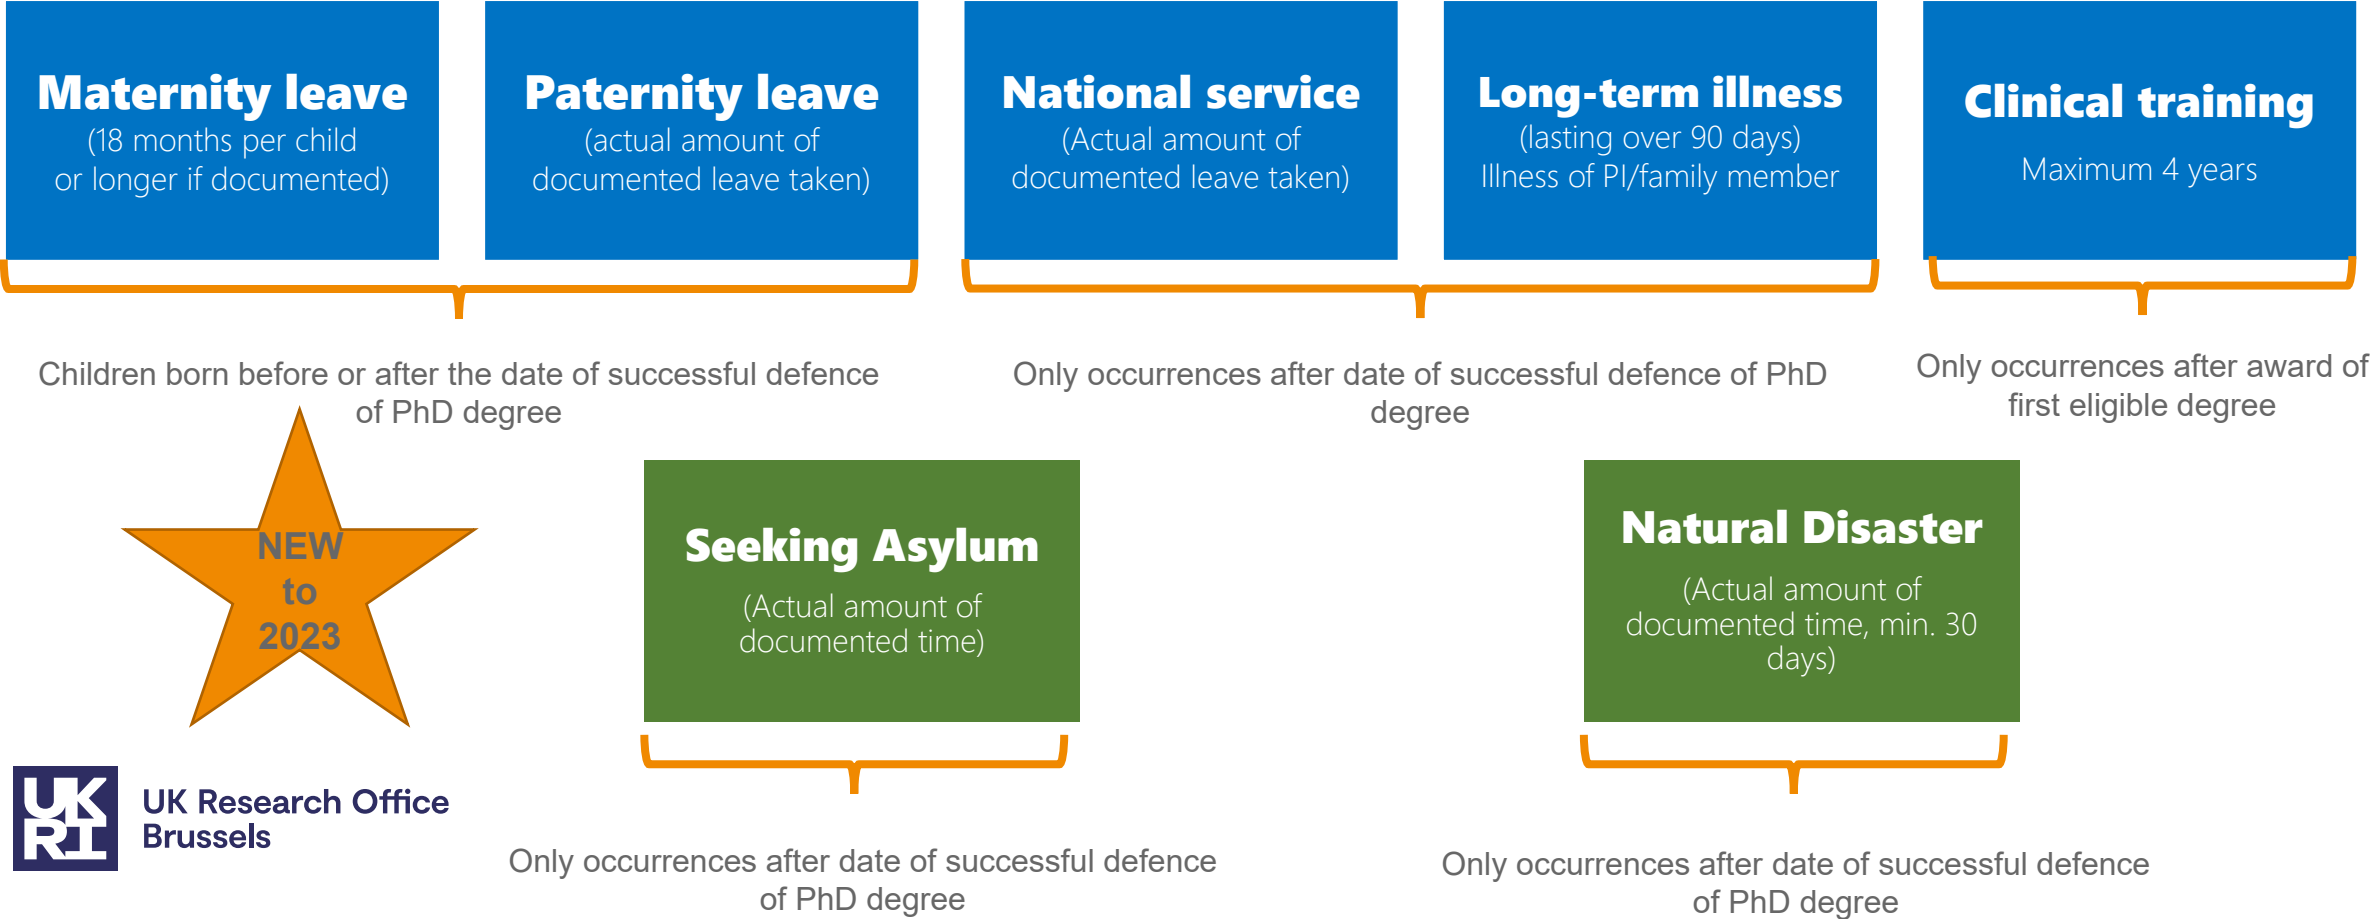 Maternity leave
(18 months per child
or longer if documented)
Paternity leave
(actual amount of
documented leave taken)
National service
(Actual amount of
documented leave taken)
Long-term illness
(lasting over 90 days)
Illness of PI/family member
Clinical training
Maximum 4 years
Children born before or after the date of successful defence
of PhD degree
Only occurrences after date of successful defence of PhD
degree
Only occurrences after award of
first eligible degree
NEW
to
2023
Seeking Asylum
(Actual amount of
documented time)
Natural Disaster
(Actual amount of
documented time, min. 30
days)
Only occurrences after date of successful defence
of PhD degree
Only occurrences after date of successful defence
of PhD degree
UK
RI
UK Research Office
Brussels